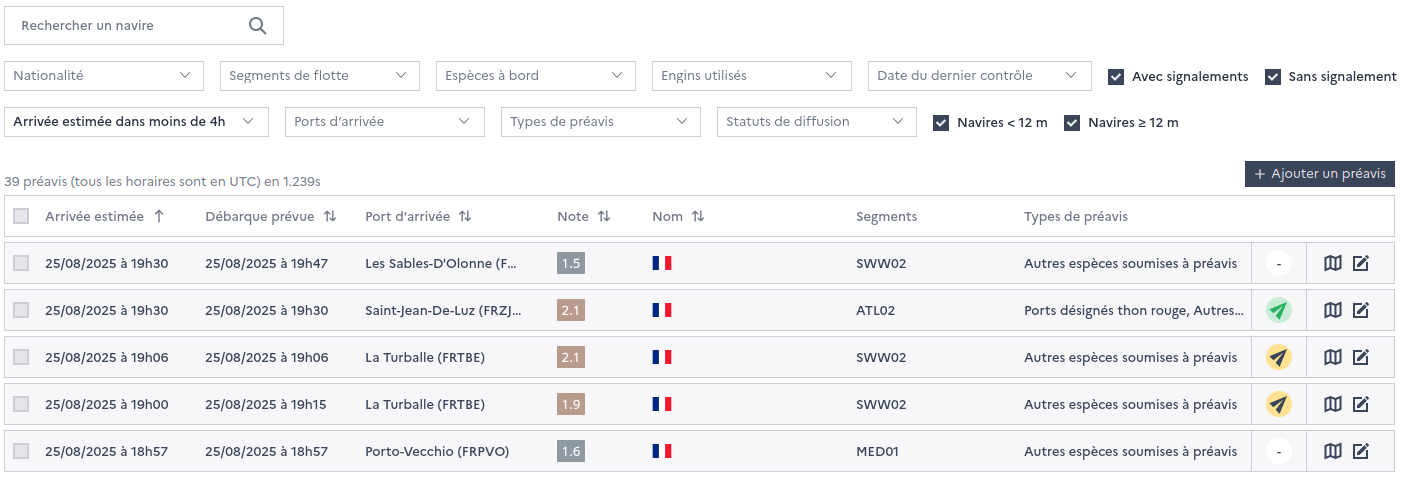 Rechercher un navire
Nationalité Segments de flotte Espèces à bord Engins utilisés Date du dernier contrôle Avec signalements Sans signalement
Arrivée estimée dans moins de 4h Ports d'arrivée Types de préavis Statuts de diffusion Navires < 12 m Navires ≥ 12 m
39 préavis (tous les horaires sont en UTC) en 1.239s + Ajouter un préavis
Arrivée estimée Débarque prévue Port d'arrivée Note Nom Segments Types de préavis
25/08/2025 à 19h30 25/08/2025 à 19h47 Les Sables-D'Olonne (F... 1.5 SWW02 Autres espèces soumises à préavis -
25/08/2025 à 19h30 25/08/2025 à 19h30 Saint-Jean-De-Luz (FRZJ... 2.1 ATL02 Ports désignés thon rouge, Autres...
25/08/2025 à 19h06 25/08/2025 à 19h06 La Turballe (FRTBE) 2.1 SWW02 Autres espèces soumises à préavis
25/08/2025 à 19h00 25/08/2025 à 19h15 La Turballe (FRTBE) 1.9 SWW02 Autres espèces soumises à préavis
25/08/2025 à 18h57 25/08/2025 à 18h57 Porto-Vecchio (FRPVO) 1.6 MED01 Autres espèces soumises à préavis -